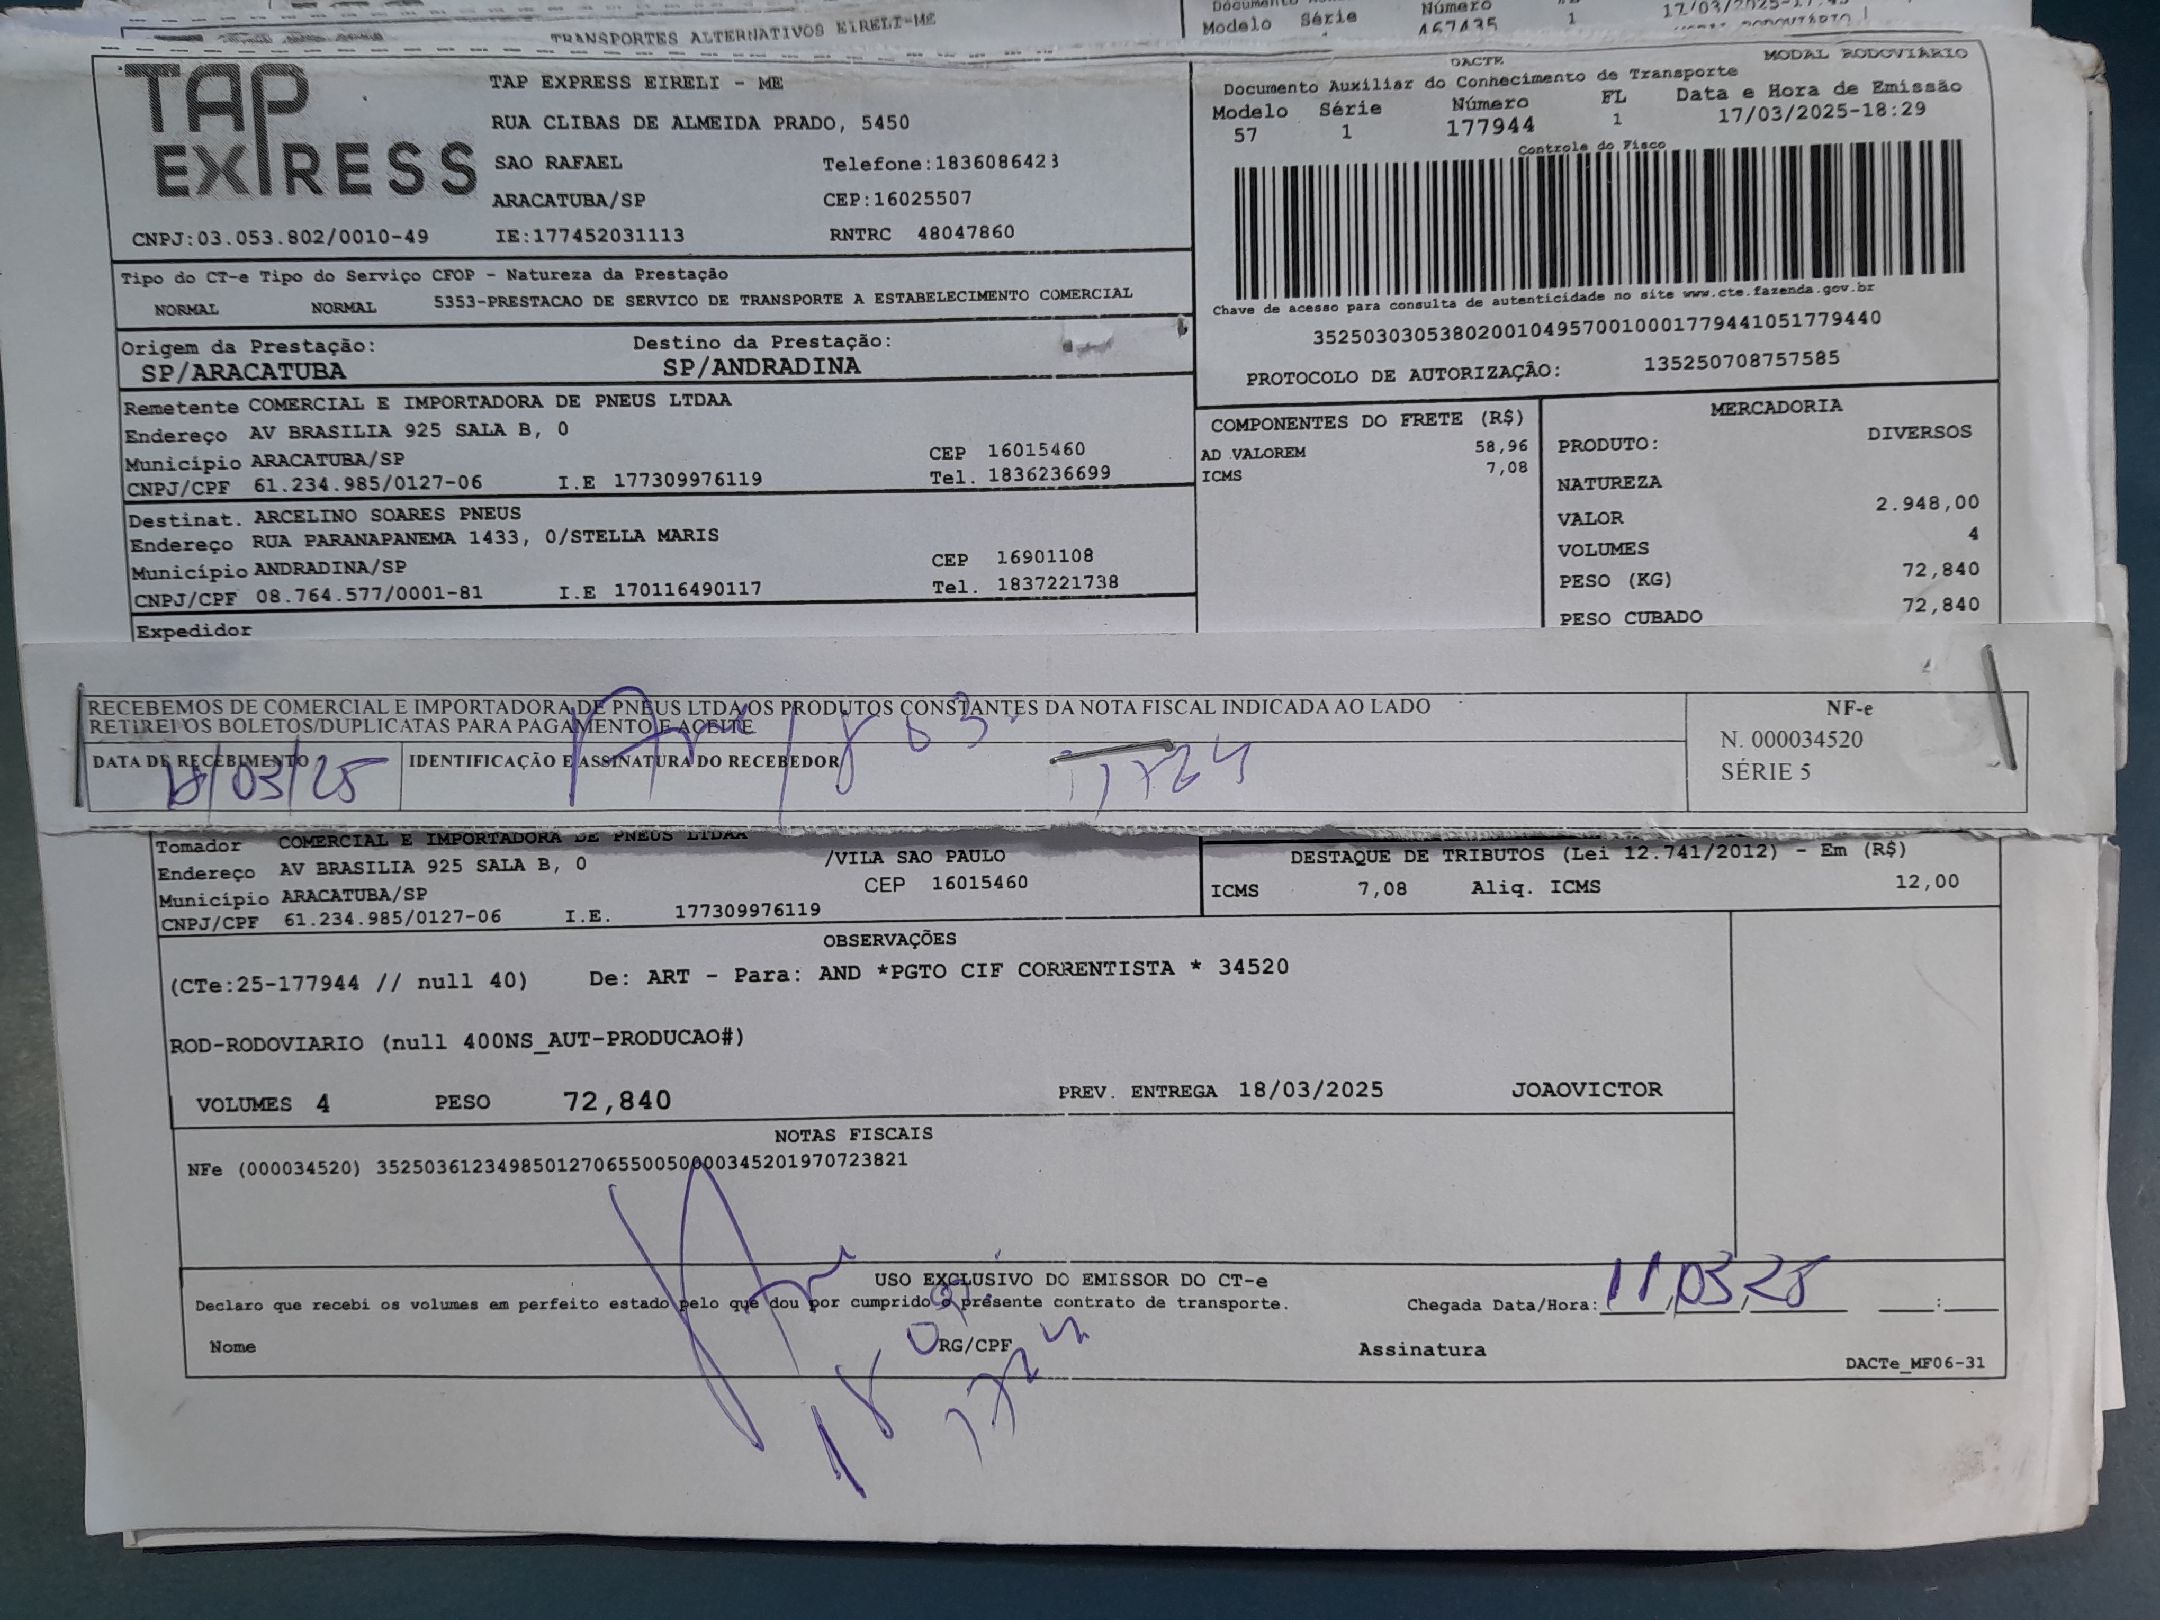 TRANSPORTES ALTERNATIVOS EIRELI-ME
Modelo Série Número 1 17/03/2025-17:43
467435
TAP EXPRESS
TAP EXPRESS EIRELI - ME
RUA CLIBAS DE ALMEIDA PRADO, 5450
SAO RAFAEL Telefone:1836086423
ARACATUBA/SP CEP:16025507
CNPJ:03.053.802/0010-49 IE:177452031113 RNTRC 48047860
DACTE MODAL RODOVIÁRIO
Documento Auxiliar do Conhecimento de Transporte
Modelo Série Número FL Data e Hora de Emissão
57 1 177944 1 17/03/2025-18:29
Controle do Fisco
Chave de acesso para consulta de autenticidade no site www.cte.fazenda.gov.br
35250303053802001049570010001779441051779440
PROTOCOLO DE AUTORIZAÇÃO: 135250708757585
Tipo do CT-e Tipo do Serviço CFOP - Natureza da Prestação
NORMAL NORMAL 5353-PRESTACAO DE SERVICO DE TRANSPORTE A ESTABELECIMENTO COMERCIAL
Origem da Prestação: Destino da Prestação:
SP/ARACATUBA SP/ANDRADINA
Remetente COMERCIAL E IMPORTADORA DE PNEUS LTDAA
Endereço AV BRASILIA 925 SALA B, 0
Município ARACATUBA/SP CEP 16015460
CNPJ/CPF 61.234.985/0127-06 I.E 177309976119 Tel. 1836236699
Destinat. ARCELINO SOARES PNEUS
Endereço RUA PARANAPANEMA 1433, 0/STELLA MARIS
Município ANDRADINA/SP CEP 16901108
CNPJ/CPF 08.764.577/0001-81 I.E 170116490117 Tel. 1837221738
Expedidor
COMPONENTES DO FRETE (R$)
AD VALOREM 58,96
ICMS 7,08
MERCADORIA
PRODUTO: DIVERSOS
NATUREZA
VALOR 2.948,00
VOLUMES 4
PESO (KG) 72,840
PESO CUBADO 72,840
RECEBEMOS DE COMERCIAL E IMPORTADORA DE PNEUS LTDA OS PRODUTOS CONSTANTES DA NOTA FISCAL INDICADA AO LADO
RETIREI OS BOLETOS/DUPLICATAS PARA PAGAMENTO E ACEITE
DATA DE RECEBIMENTO IDENTIFICAÇÃO E ASSINATURA DO RECEBEDOR
18/03/25
NF-e
N. 000034520
SÉRIE 5
Tomador COMERCIAL E IMPORTADORA DE PNEUS LTDAA
Endereço AV BRASILIA 925 SALA B, 0 /VILA SAO PAULO
Município ARACATUBA/SP CEP 16015460
CNPJ/CPF 61.234.985/0127-06 I.E. 177309976119
DESTAQUE DE TRIBUTOS (Lei 12.741/2012) - Em (R$)
ICMS 7,08 Aliq. ICMS 12,00
OBSERVAÇÕES
(CTe:25-177944 // null 40) De: ART - Para: AND *PGTO CIF CORRENTISTA * 34520
ROD-RODOVIARIO (null 400NS_AUT-PRODUCAO#)
VOLUMES 4 PESO 72,840 PREV. ENTREGA 18/03/2025 JOAOVICTOR
NOTAS FISCAIS
NFe (000034520) 35250361234985012706550050000345201970723821
USO EXCLUSIVO DO EMISSOR DO CT-e
Declaro que recebi os volumes em perfeito estado pelo que dou por cumprido o presente contrato de transporte. Chegada Data/Hora: 11/03/25 __:__
Nome RG/CPF Assinatura
DACTe_MF06-31